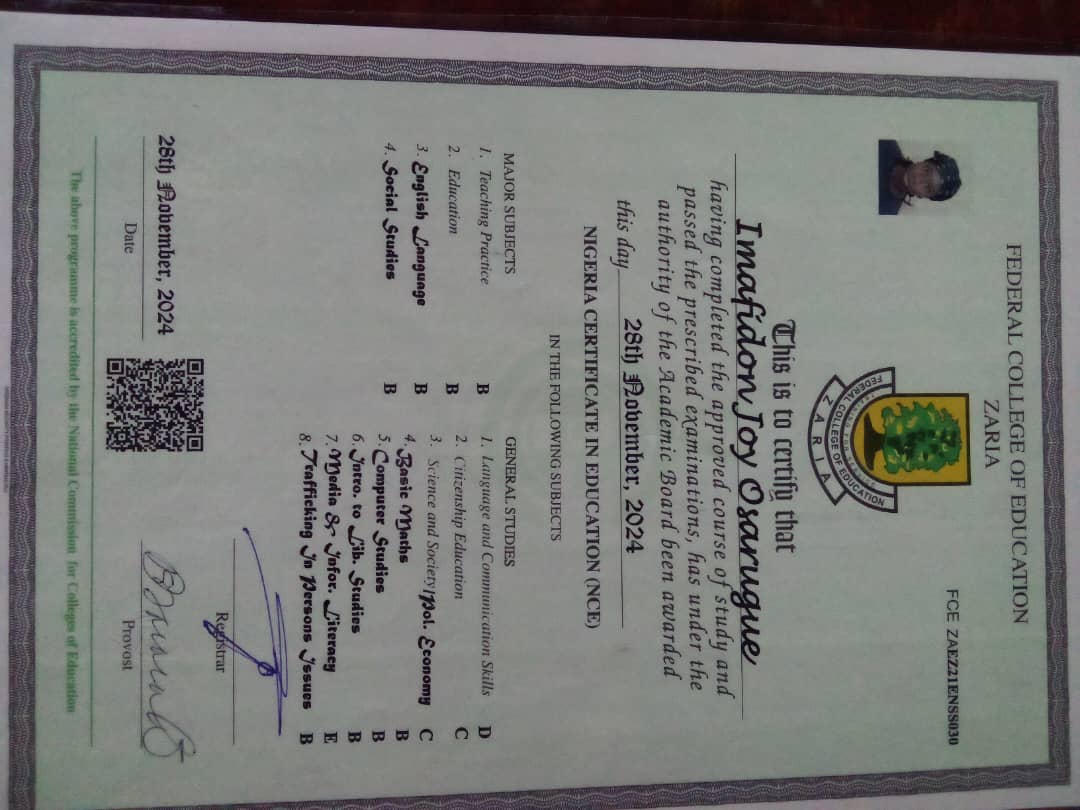 FEDERAL COLLEGE OF EDUCATION
ZARIA
FCE ZAEZ21ENSS030
FEDERAL COLLEGE OF EDUCATION
ZARIA
This is to certify that
Imafidon Joy Osarugue
having completed the approved course of study and
passed the prescribed examinations, has under the
authority of the Academic Board been awarded
this day 28th November, 2024
NIGERIA CERTIFICATE IN EDUCATION (NCE)
IN THE FOLLOWING SUBJECTS
MAJOR SUBJECTS
1. Teaching Practice B
2. Education B
3. English Language B
4. Social Studies B
GENERAL STUDIES
1. Language and Communication Skills D
2. Citizenship Education C
3. Science and Society/Pol. Economy C
4. Basic Maths B
5. Computer Studies B
6. Intro. to Lib. Studies B
7. Media & Infor. Literacy E
8. Trafficking In Persons Issues B
Registrar
28th November, 2024
Date
Provost
The above programme is accredited by the National Commission for Colleges of Education